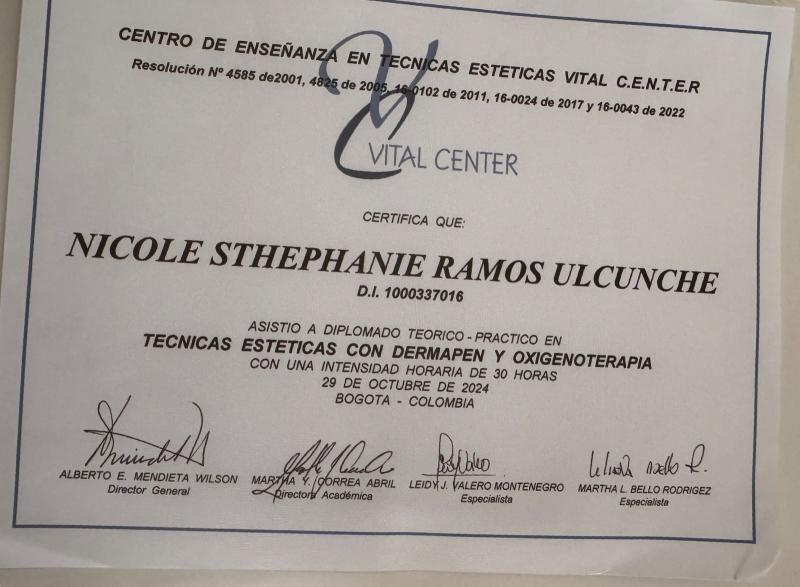 CENTRO DE ENSEÑANZA EN TECNICAS ESTETICAS VITAL C.E.N.T.E.R
Resolución Nº 4585 de2001, 4825 de 2005, 16-0102 de 2011, 16-0024 de 2017 y 16-0043 de 2022
VITAL CENTER
CERTIFICA QUE:
NICOLE STHEPHANIE RAMOS ULCUNCHE
D.I. 1000337016
ASISTIO A DIPLOMADO TEORICO - PRACTICO EN
TECNICAS ESTETICAS CON DERMAPEN Y OXIGENOTERAPIA
CON UNA INTENSIDAD HORARIA DE 30 HORAS
29 DE OCTUBRE DE 2024
BOGOTA - COLOMBIA
ALBERTO E. MENDIETA WILSON
Director General
MARTHA Y. CORREA ABRIL
Directora Académica
LEIDY J. VALERO MONTENEGRO
Especialista
MARTHA L. BELLO RODRIGEZ
Especialista